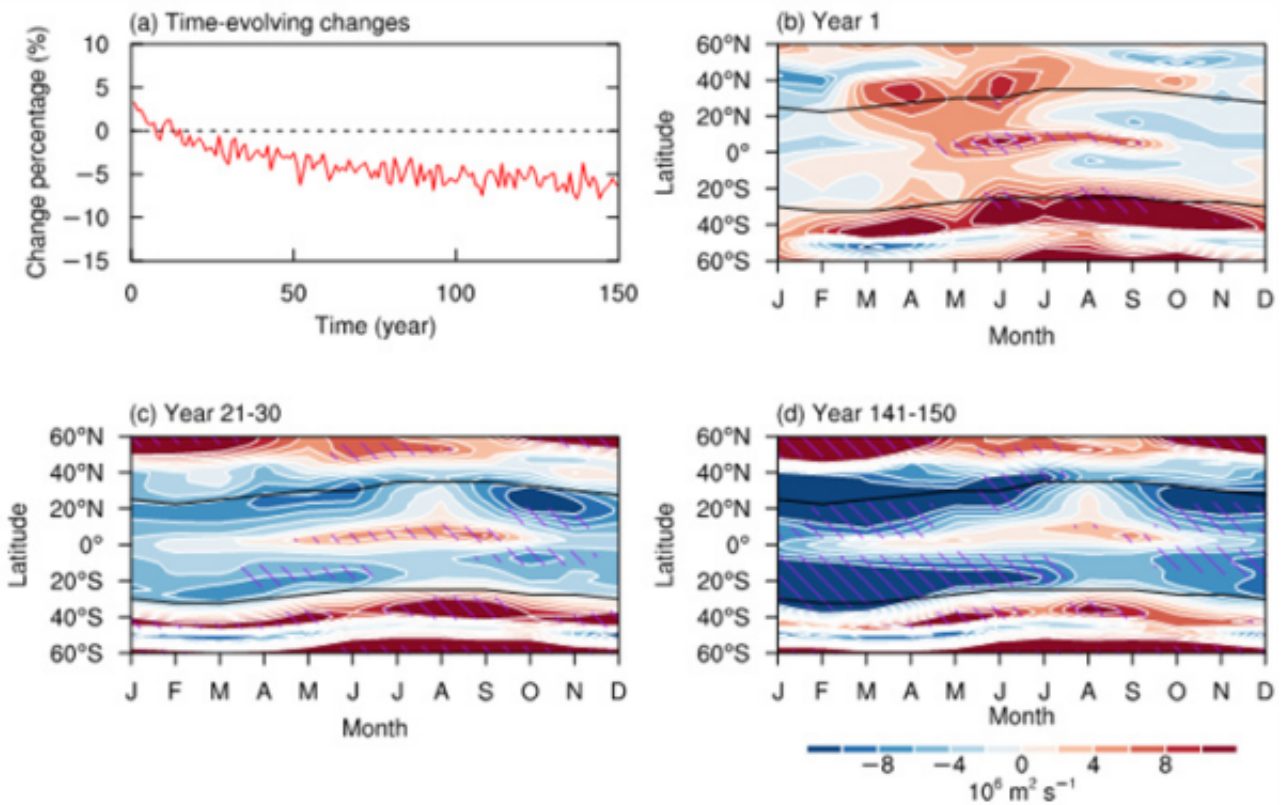 (a) Time-evolving changes
Change percentage (%)
10
5
0
−5
−10
−15
0 50 100 150
Time (year)
(b) Year 1
Latitude
60°N
40°N
20°N
0°
20°S
40°S
60°S
J F M A M J J A S O N D
Month
(c) Year 21-30
Latitude
60°N
40°N
20°N
0°
20°S
40°S
60°S
J F M A M J J A S O N D
Month
(d) Year 141-150
Latitude
60°N
40°N
20°N
0°
20°S
40°S
60°S
J F M A M J J A S O N D
Month
−8 −4 0 4 8
10⁶ m² s⁻¹